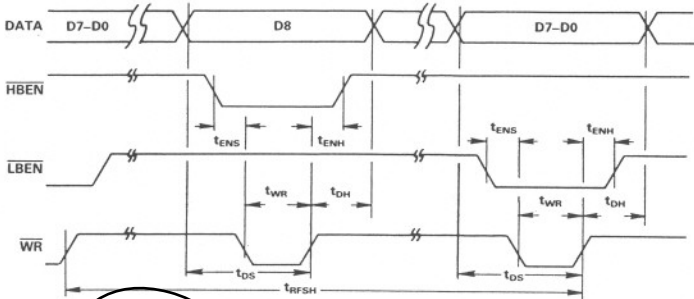 DATA D7–D0 D8 D7–D0
HBEN
tENS tENH tENS tENH
LBEN
tWR tDH tWR tDH
WR
tDS tDS
tRFSH